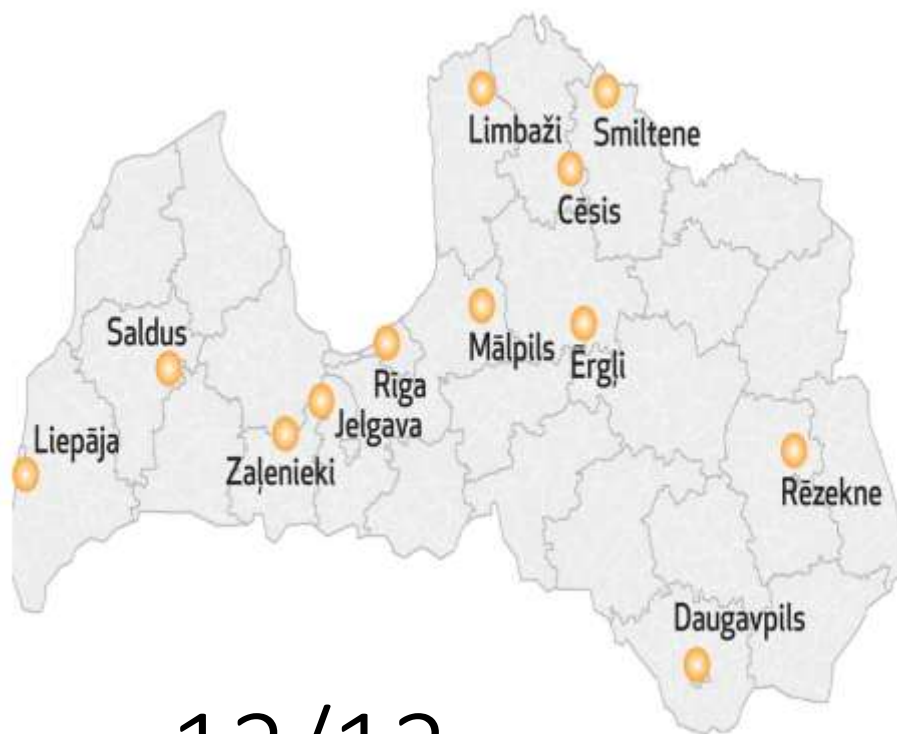 Limbaži
Smiltene
Cēsis
Saldus
Mālpils
Ērgļi
Rīga
Jelgava
Liepāja
Zaļenieki
Rēzekne
Daugavpils